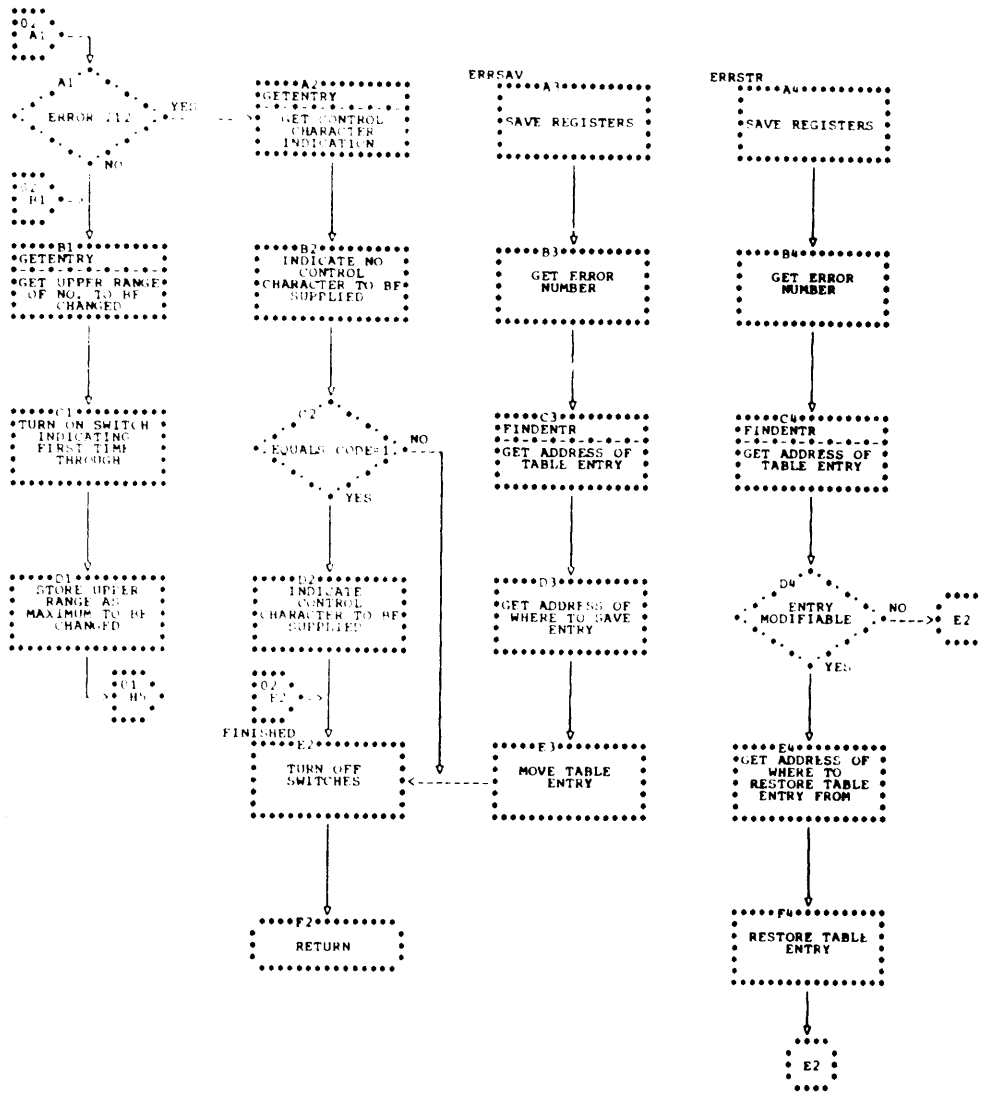 02
A1
A1
ERROR 212
YES
NO
02
B1
B1
GETENTRY
GET UPPER RANGE
OF NO. TO BE
CHANGED
C1
TURN ON SWITCH
INDICATING
FIRST TIME
THROUGH
D1
STORE UPPER
RANGE AS
MAXIMUM TO BE
CHANGED
01
H5
A2
GETENTRY
GET CONTROL
CHARACTER
INDICATION
B2
INDICATE NO
CONTROL
CHARACTER TO BE
SUPPLIED
C2
EQUALS CODE=1
NO
YES
D2
INDICATE
CONTROL
CHARACTER TO BE
SUPPLIED
02
E2
FINISHED
E2
TURN OFF
SWITCHES
F2
RETURN
ERRSAV
A3
SAVE REGISTERS
B3
GET ERROR
NUMBER
C3
FINDENTR
GET ADDRESS OF
TABLE ENTRY
D3
GET ADDRESS OF
WHERE TO SAVE
ENTRY
E3
MOVE TABLE
ENTRY
ERRSTR
A4
SAVE REGISTERS
B4
GET ERROR
NUMBER
C4
FINDENTR
GET ADDRESS OF
TABLE ENTRY
D4
ENTRY
MODIFIABLE
NO
E2
YES
E4
GET ADDRESS OF
WHERE TO
RESTORE TABLE
ENTRY FROM
F4
RESTORE TABLE
ENTRY
E2